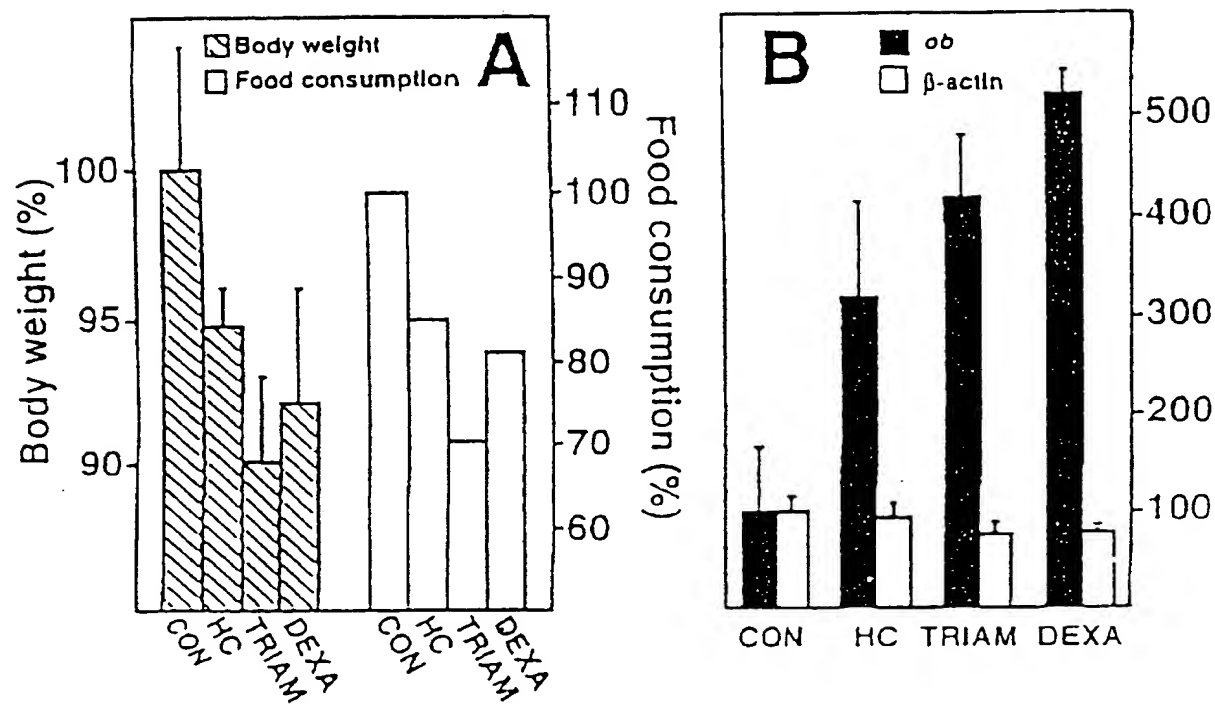 A
Body weight
Food consumption
Body weight (%)
100
95
90
110
100
90
80
70
60
Food consumption (%)
CON
HC
TRIAM
DEXA
CON
HC
TRIAM
DEXA
B
ob
β-actin
500
400
300
200
100
CON HC TRIAM DEXA